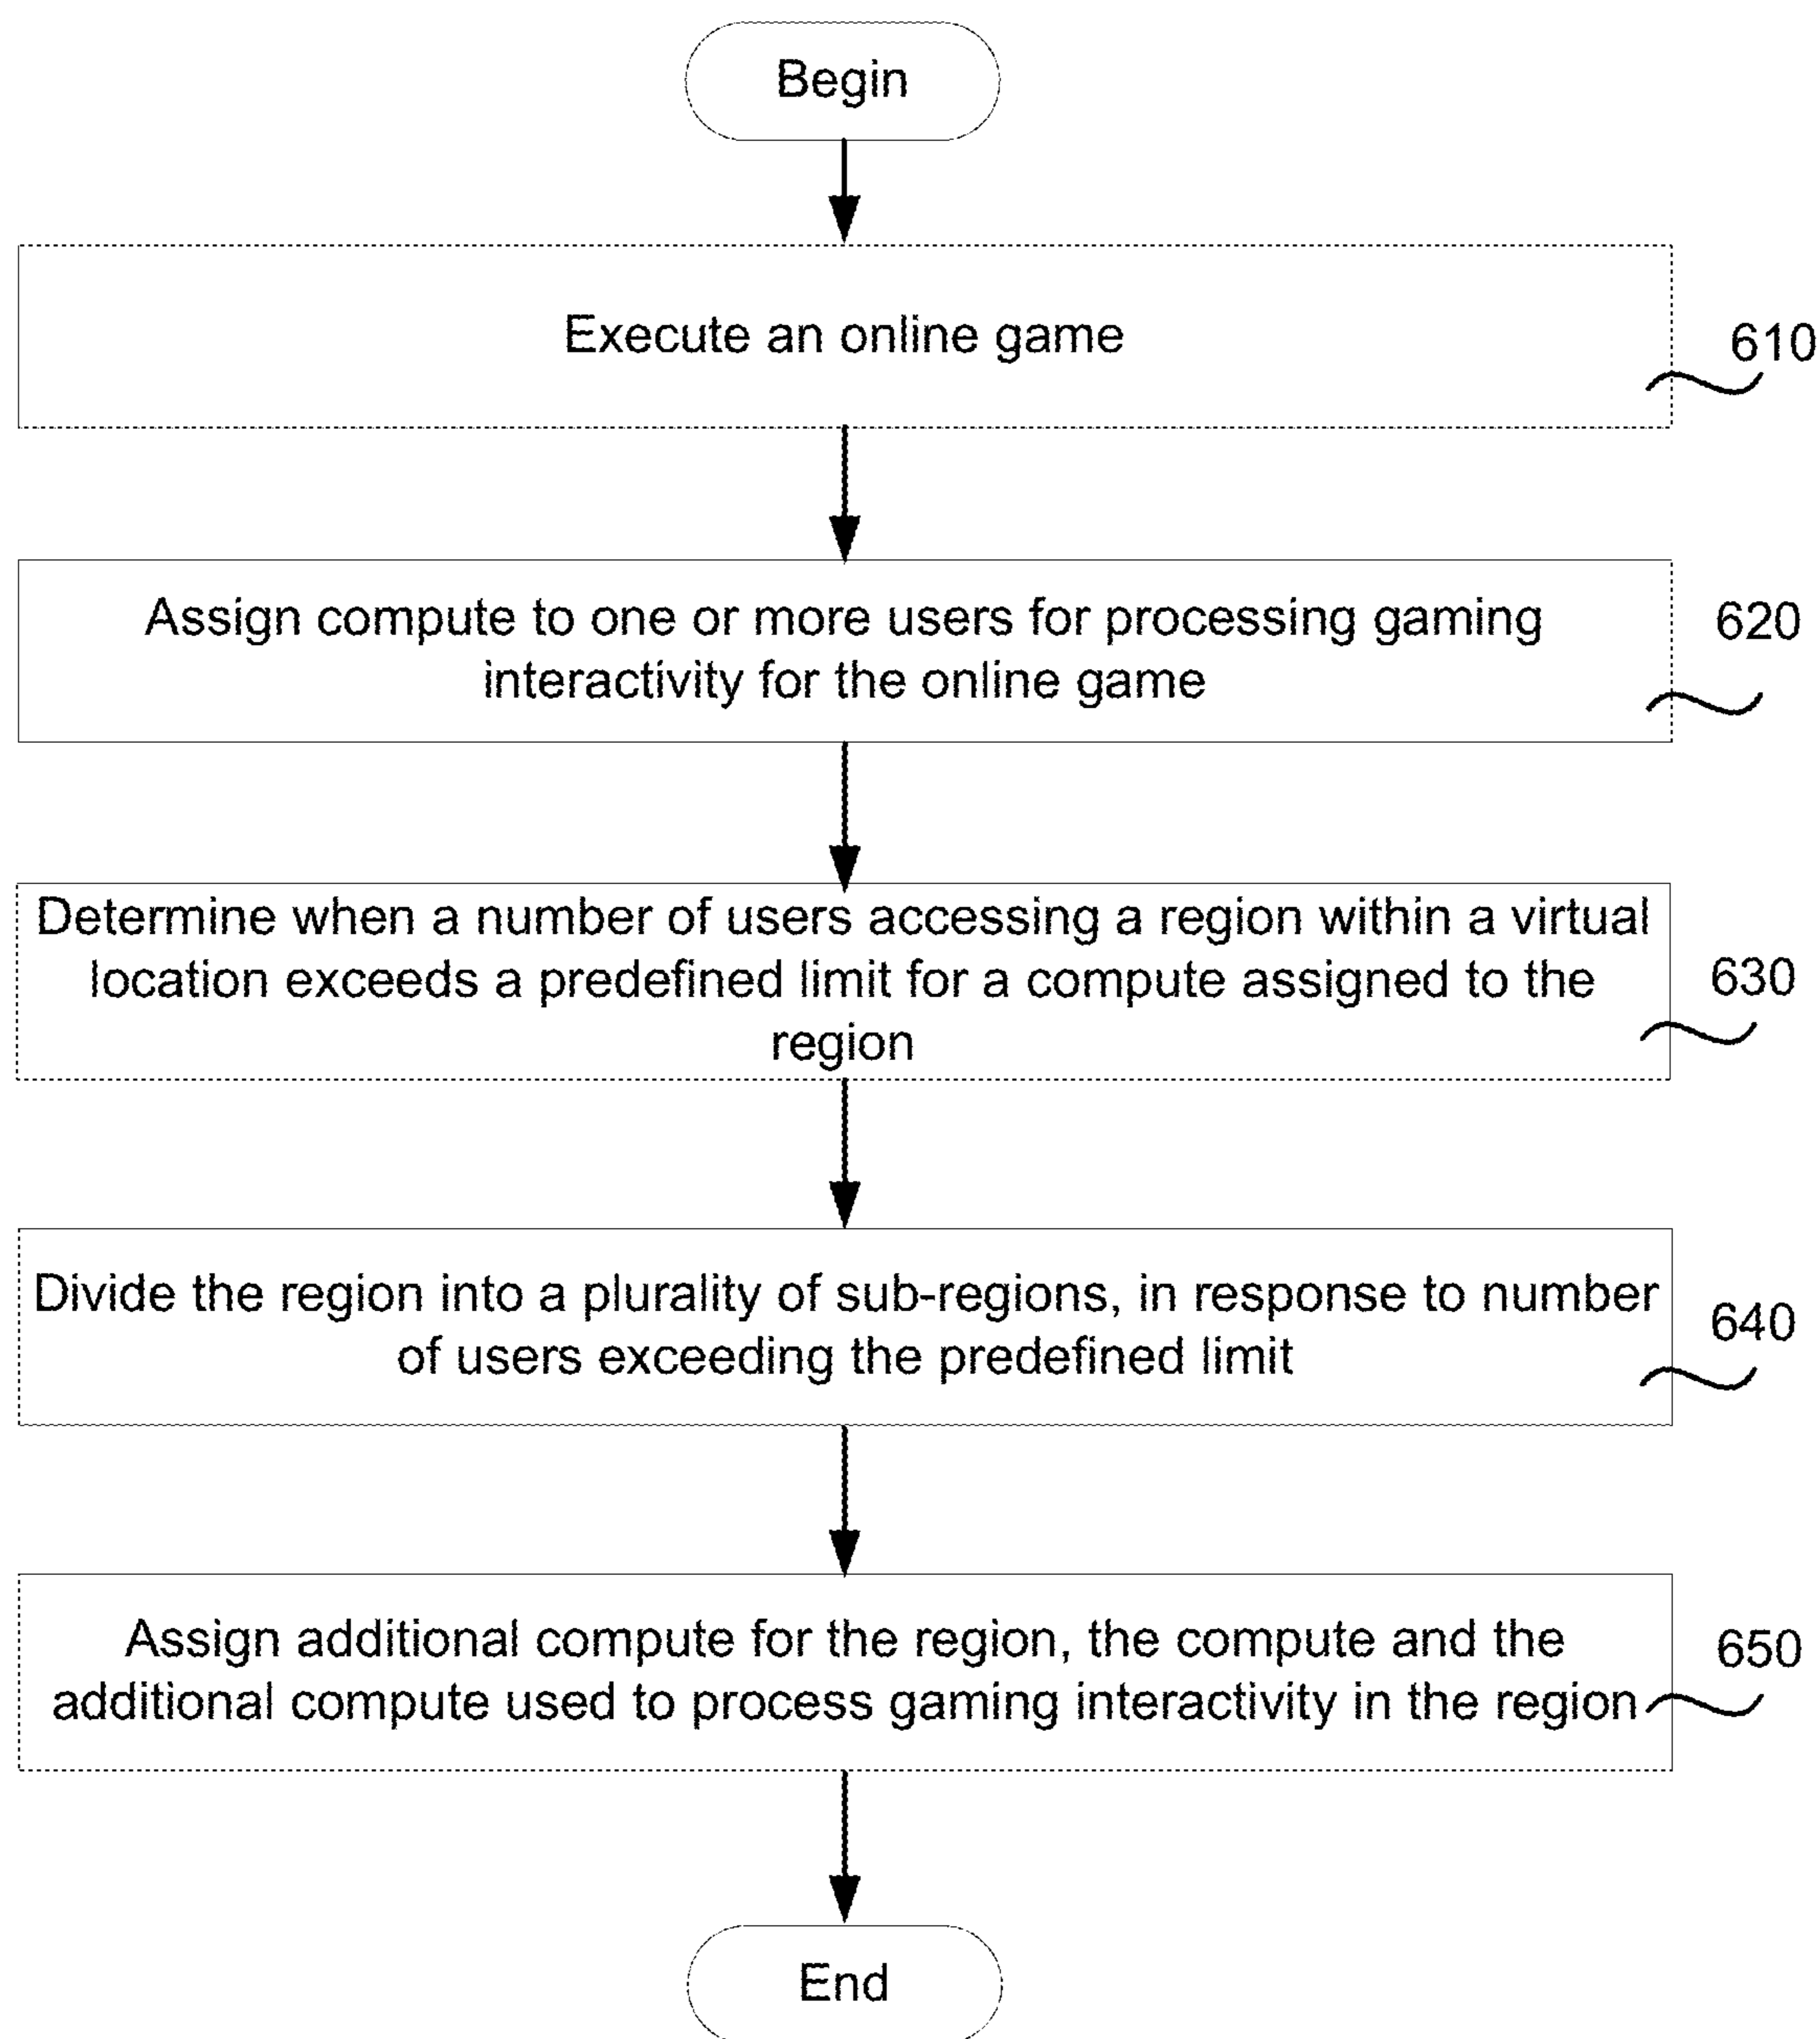 Begin
Execute an online game
610
Assign compute to one or more users for processing gaming
interactivity for the online game
620
Determine when a number of users accessing a region within a virtual
location exceeds a predefined limit for a compute assigned to the
region
630
Divide the region into a plurality of sub-regions, in response to number
of users exceeding the predefined limit
640
Assign additional compute for the region, the compute and the
additional compute used to process gaming interactivity in the region
650
End